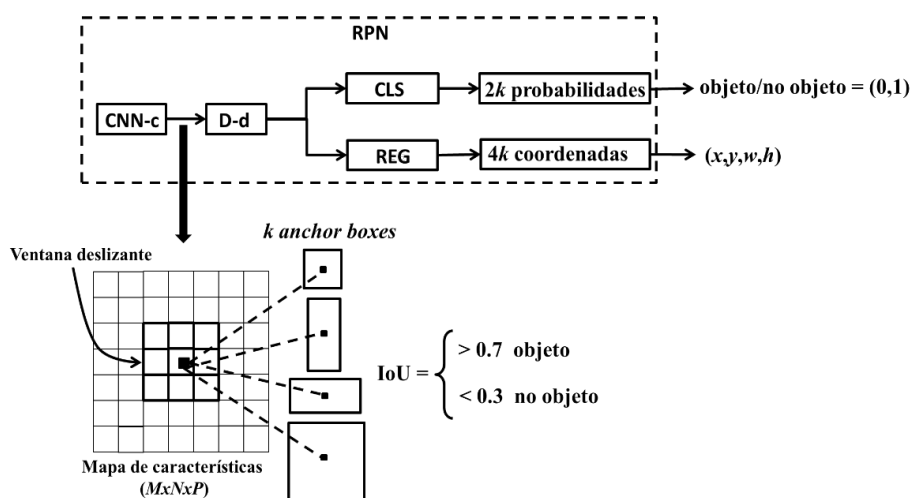 RPN
CLS
2k probabilidades
objeto/no objeto = (0,1)
CNN-c
D-d
REG
4k coordenadas
(x,y,w,h)
k anchor boxes
Ventana deslizante
IoU =
> 0.7 objeto
< 0.3 no objeto
Mapa de características
(MxNxP)